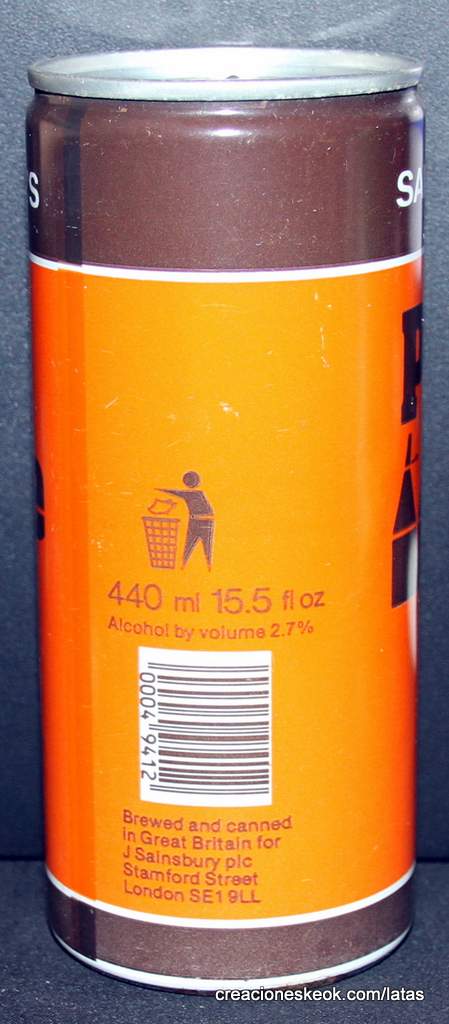 S
SA
440 ml 15.5 fl oz
Alcohol by volume 2.7%
0004 9412
Brewed and canned
in Great Britain for
J Sainsbury plc
Stamford Street
London SE1 9LL
creacioneskeok.com/latas